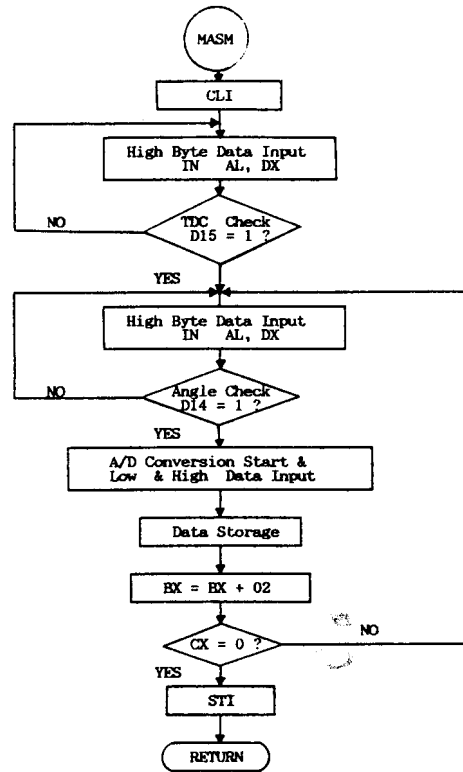 MASM
CLI
High Byte Data Input
IN AL, DX
TDC Check
D15 = 1 ?
NO
YES
High Byte Data Input
IN AL, DX
Angle Check
D14 = 1 ?
NO
YES
A/D Conversion Start &
Low & High Data Input
Data Storage
BX = BX + 02
CX = 0 ?
NO
YES
STI
RETURN